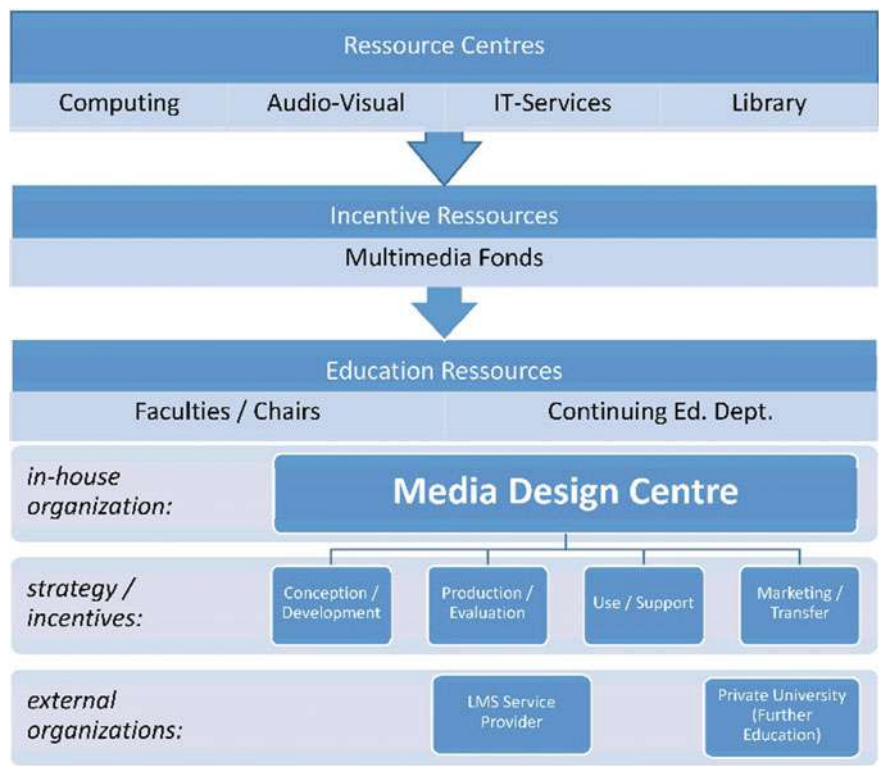 Ressource Centres
Computing
Audio-Visual
IT-Services
Library
Incentive Ressources
Multimedia Fonds
Education Ressources
Faculties / Chairs
Continuing Ed. Dept.
in-house
organization:
Media Design Centre
strategy /
incentives:
Conception /
Development
Production /
Evaluation
Use / Support
Marketing /
Transfer
external
organizations:
LMS Service
Provider
Private University
(Further
Education)